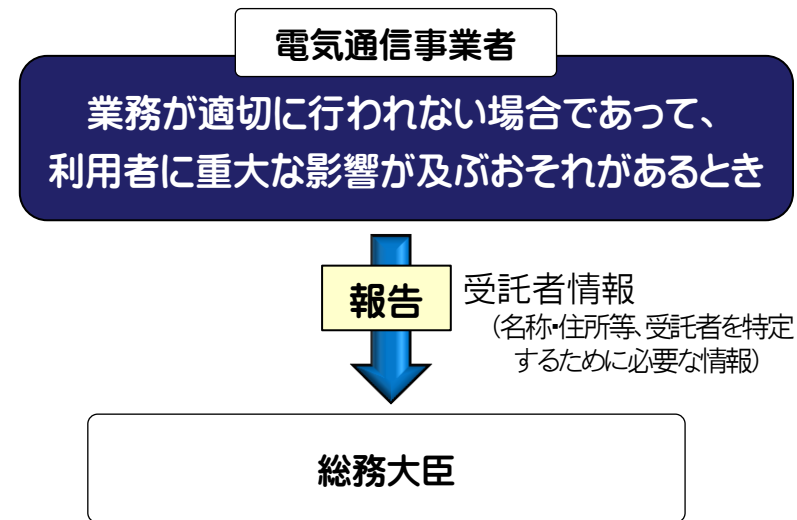 電気通信事業者
業務が適切に行われない場合であって、
利用者に重大な影響が及ぶおそれがあるとき
報告
受託者情報
（名称・住所等、受託者を特定
するために必要な情報）
総務大臣